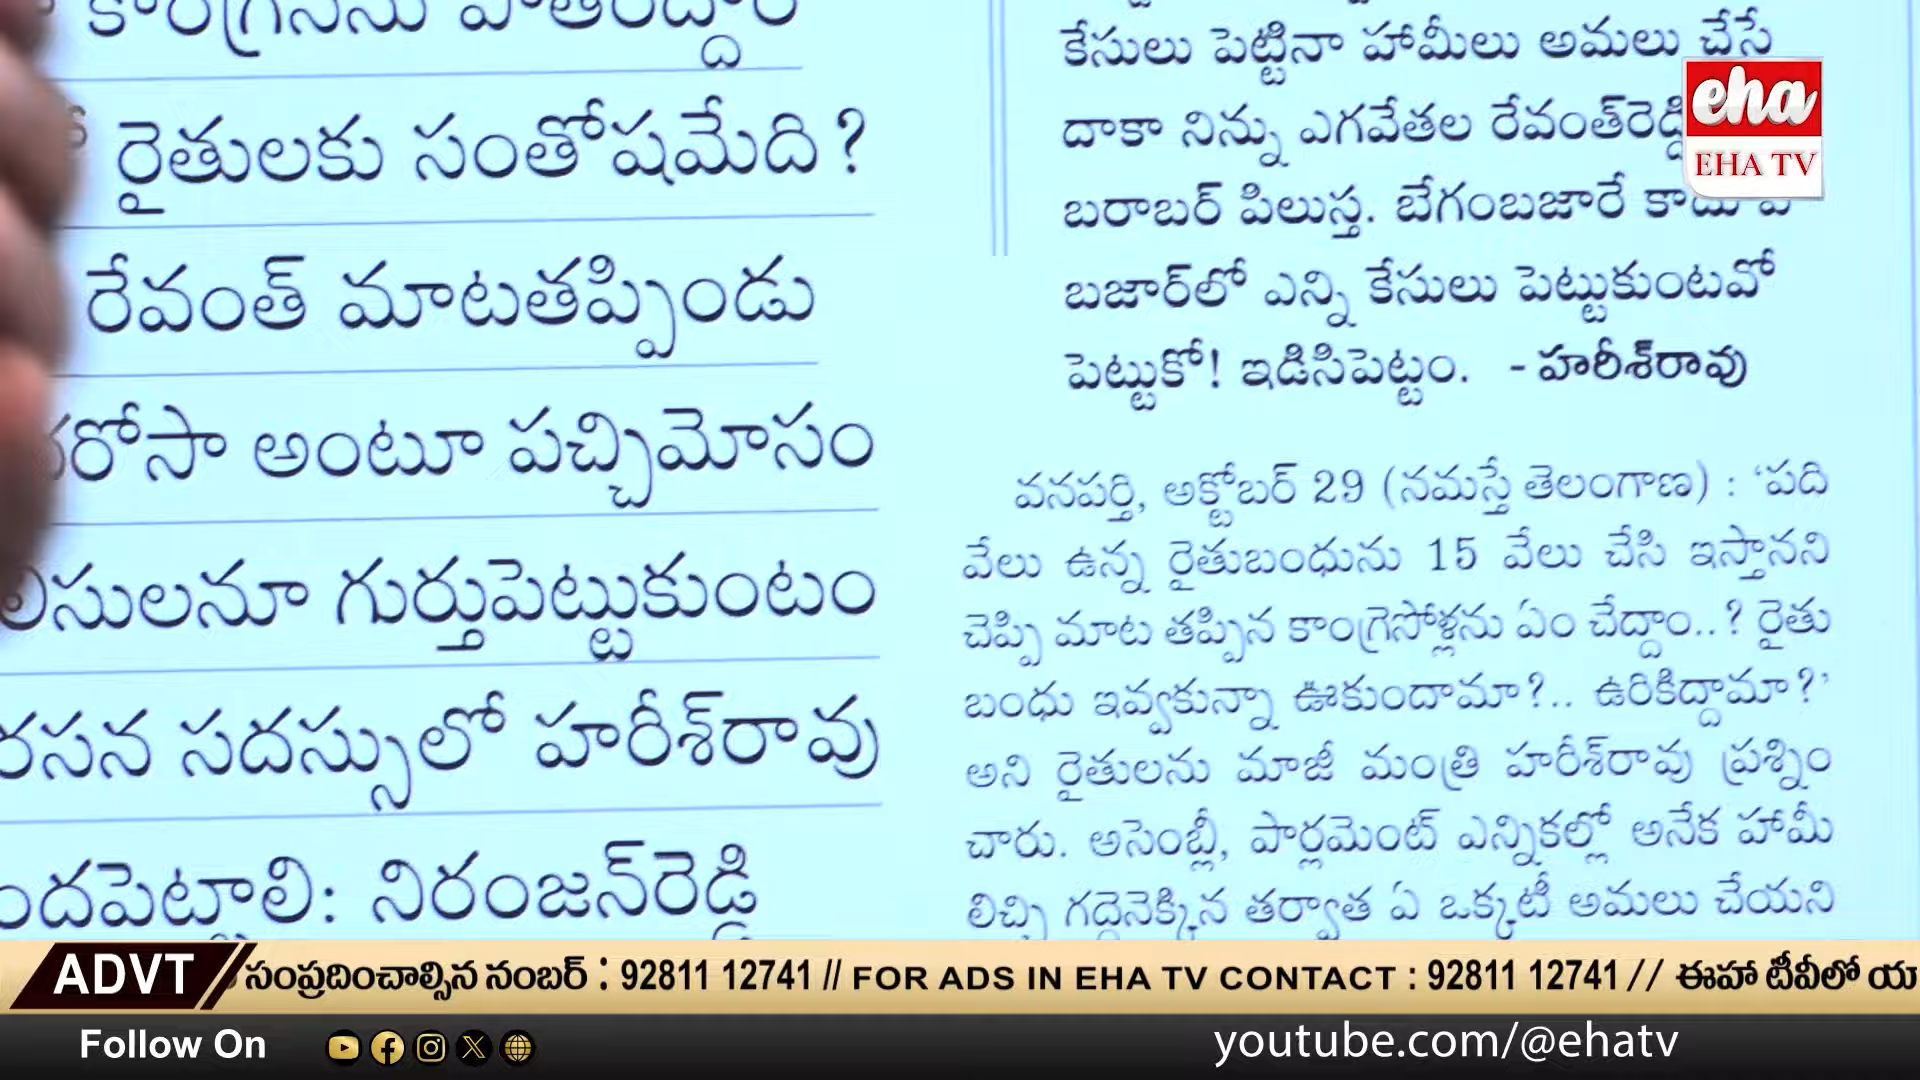 కాంగ్రెస్‌ను పాతరేద్దాం
రైతులకు సంతోషమేది?
రేవంత్ మాటతప్పిండు
అంటూ పచ్చిమోసం
గుర్తుపెట్టుకుంటం
సదస్సులో హరీశ్‌రావు
నిరంజన్‌రెడ్డి
కేసులు పెట్టినా హామీలు అమలు చేసే
దాకా నిన్ను ఎగవేతల రేవంత్‌రెడ్డి
బరాబర్ పిలుస్త. బేగంబజారే కాదు ఏ
బజార్‌లో ఎన్ని కేసులు పెట్టుకుంటవో
పెట్టుకో! ఇడిసిపెట్టం. - హరీశ్‌రావు
వనపర్తి, అక్టోబర్ 29 (నమస్తే తెలంగాణ) : ‘పది
వేలు ఉన్న రైతుబంధును 15 వేలు చేసి ఇస్తానని
చెప్పి మాట తప్పిన కాంగ్రెసోళ్లను ఏం చేద్దాం..? రైతు
బంధు ఇవ్వకున్నా ఊకుందామా?.. ఉరికిద్దామా?’
అని రైతులను మాజీ మంత్రి హరీశ్‌రావు ప్రశ్నిం
చారు. అసెంబ్లీ, పార్లమెంట్ ఎన్నికల్లో అనేక హామీ
లిచ్చి గద్దెనెక్కిన తర్వాత ఏ ఒక్కటీ అమలు చేయని
eha
EHA TV
ADVT సంప్రదించాల్సిన నంబర్ : 92811 12741 // FOR ADS IN EHA TV CONTACT : 92811 12741 // ఈహా టీవీలో
Follow On
youtube.com/@ehatv